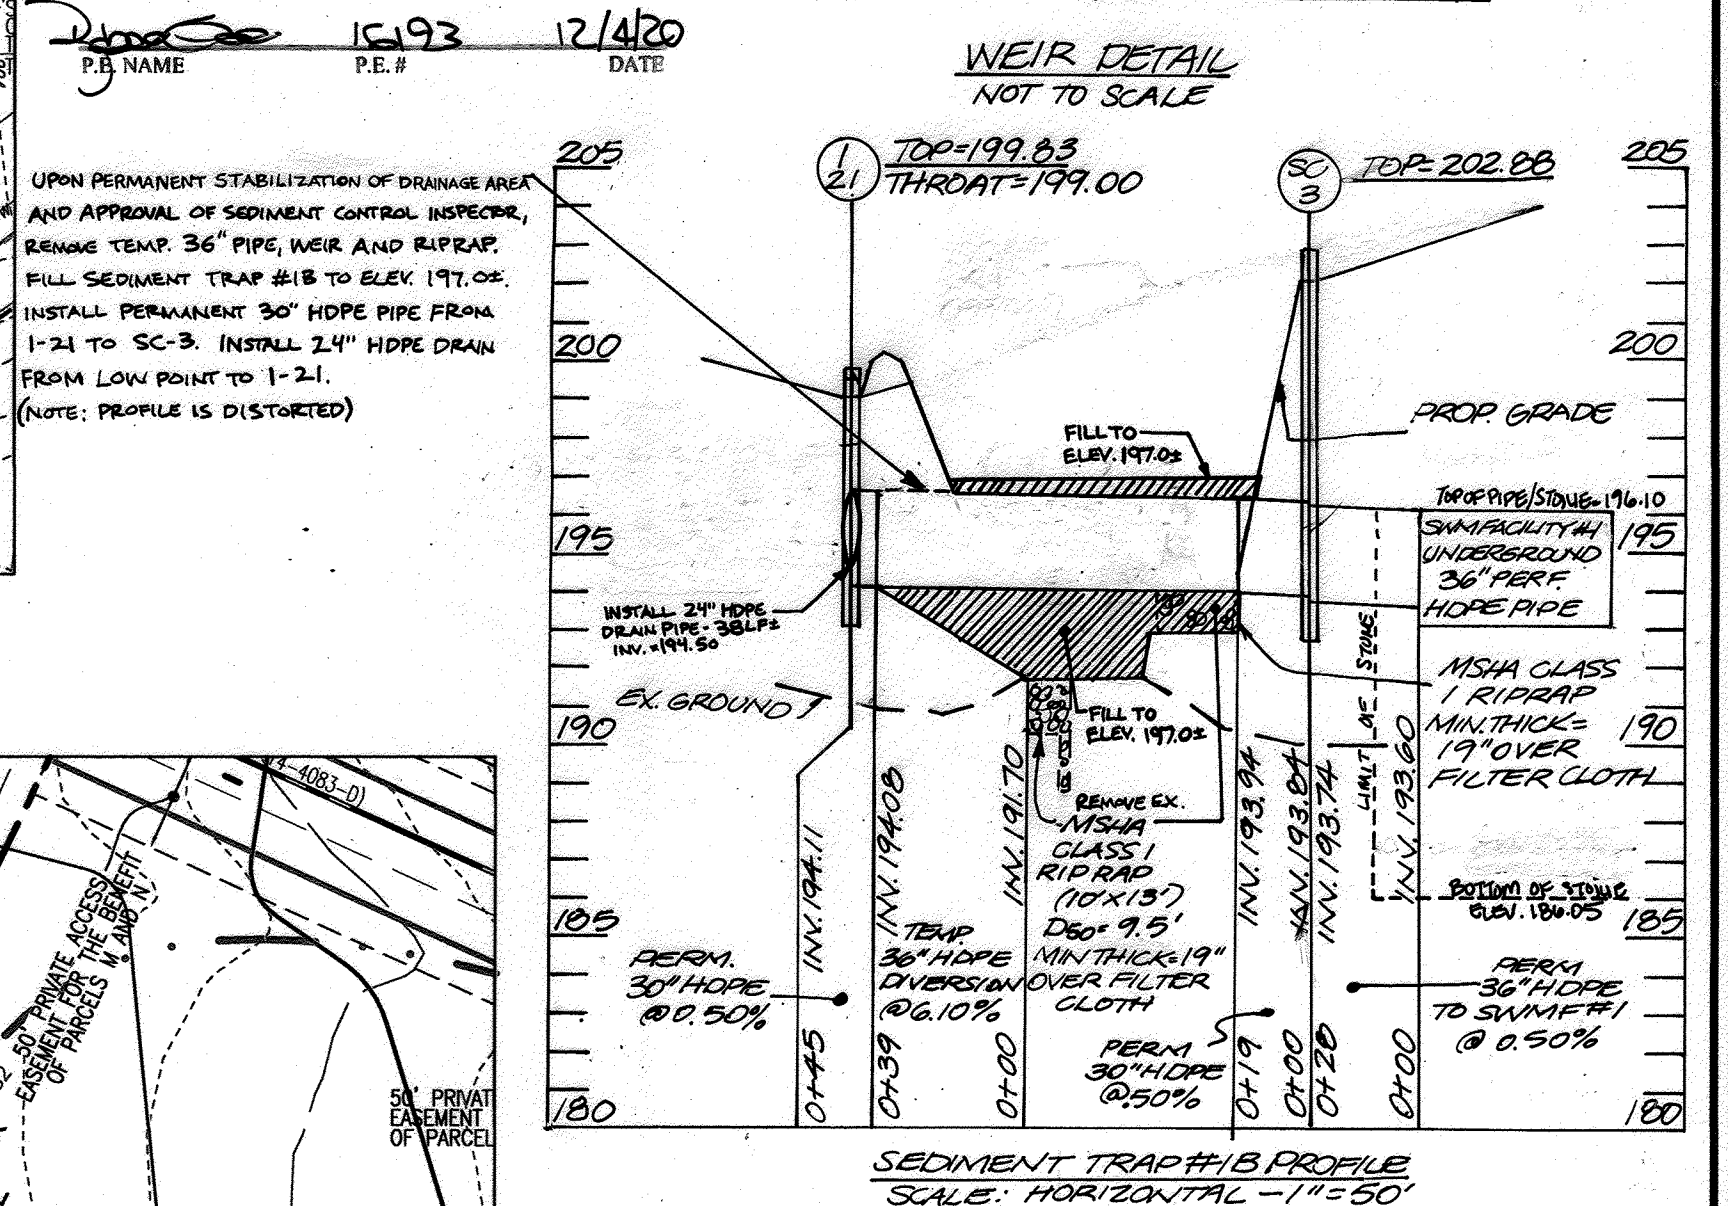 16193 12/4/20
P.E. NAME P.E. # DATE
WEIR DETAIL
NOT TO SCALE
UPON PERMANENT STABILIZATION OF DRAINAGE AREA
AND APPROVAL OF SEDIMENT CONTROL INSPECTOR,
REMOVE TEMP. 36" PIPE, WEIR AND RIPRAP.
FILL SEDIMENT TRAP #1B TO ELEV. 197.0±.
INSTALL PERMANENT 30" HDPE PIPE FROM
1-21 TO SC-3. INSTALL 24" HDPE DRAIN
FROM LOW POINT TO 1-21.
(NOTE: PROFILE IS DISTORTED)
205
200
195
190
185
180
1
21
TOP=199.83
THROAT=199.00
SC
3
TOP=202.88
205
200
195
190
185
180
PROP. GRADE
FILL TO
ELEV. 197.0±
TOP OF PIPE/STONE=196.10
SWM FACILITY #1
UNDERGROUND
36" PERF.
HDPE PIPE
INSTALL 24" HDPE
DRAIN PIPE - 38LF±
INV.=194.50
EX. GROUND
FILL TO
ELEV. 197.0±
MSHA CLASS
1 RIPRAP
MIN. THICK=
19" OVER
FILTER CLOTH
LIMIT OF STONE
REMOVE EX.
MSHA
CLASS 1
RIPRAP
(10'X13')
D50=9.5'
MIN THICK=19"
OVER FILTER
CLOTH
BOTTOM OF STONE
ELEV. 186.05
INV. 194.11
INV. 194.08
INV. 191.70
INV. 193.94
INV. 193.84
INV. 193.74
INV. 193.60
PERM.
30" HDPE
@0.50%
TEMP.
36" HDPE
DIVERSION
@6.10%
PERM
30" HDPE
@.50%
PERM
36" HDPE
TO SWMF #1
@ 0.50%
0+45
0+39
0+00
0+19
0+00
0+28
0+00
SEDIMENT TRAP #1B PROFILE
SCALE: HORIZONTAL - 1"=50'
4-4083-D)
50' PRIVATE ACCESS
EASEMENT FOR THE BENEFIT
OF PARCELS M AND N
50' PRIVAT
EASEMENT
OF PARCEL